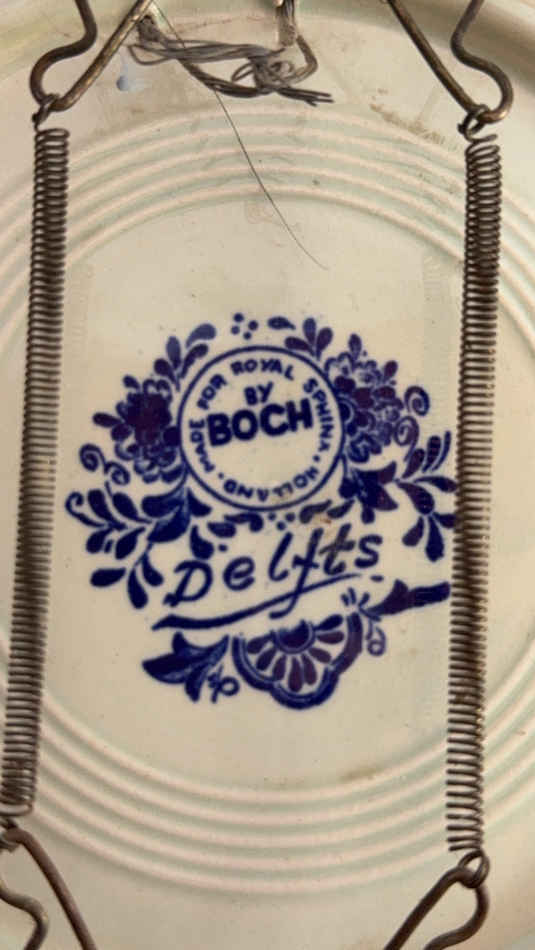 MADE FOR ROYAL SPHINX • HOLLAND •
BY
BOCH
Delfts